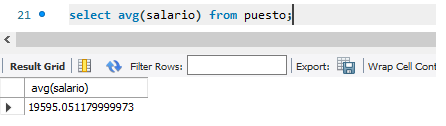 21 select avg(salario) from puesto;
Result Grid Filter Rows: Export: Wrap Cell Cont
avg(salario)
19595.051179999973